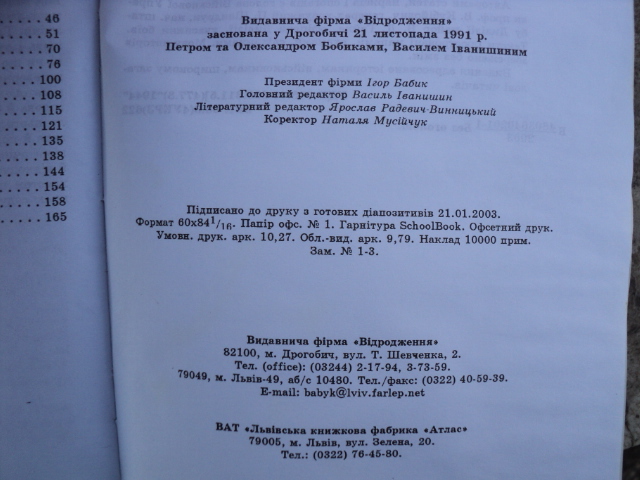 46
51
70
76
100
108
115
121
135
138
144
154
158
165
Видавнича фірма «Відродження»
заснована у Дрогобичі 21 листопада 1991 р.
Петром та Олександром Бобиками, Василем Іванишиним
Президент фірми Ігор Бабик
Головний редактор Василь Іванишин
Літературний редактор Ярослав Радевич-Винницький
Коректор Наталя Мусійчук
Підписано до друку з готових діапозитивів 21.01.2003.
Формат 60х84 1/16. Папір офс. № 1. Гарнітура SchoolBook. Офсетний друк.
Умовн. друк. арк. 10,27. Обл.-вид. арк. 9,79. Наклад 10000 прим.
Зам. № 1-3.
Видавнича фірма «Відродження»
82100, м. Дрогобич, вул. Т. Шевченка, 2.
Тел. (office): (03244) 2-17-94, 3-73-59.
79049, м. Львів-49, аб/с 10480. Тел./факс: (0322) 40-59-39.
E-mail: babyk@lviv.farlep.net
ВАТ «Львівська книжкова фабрика «Атлас»
79005, м. Львів, вул. Зелена, 20.
Тел.: (0322) 76-45-80.